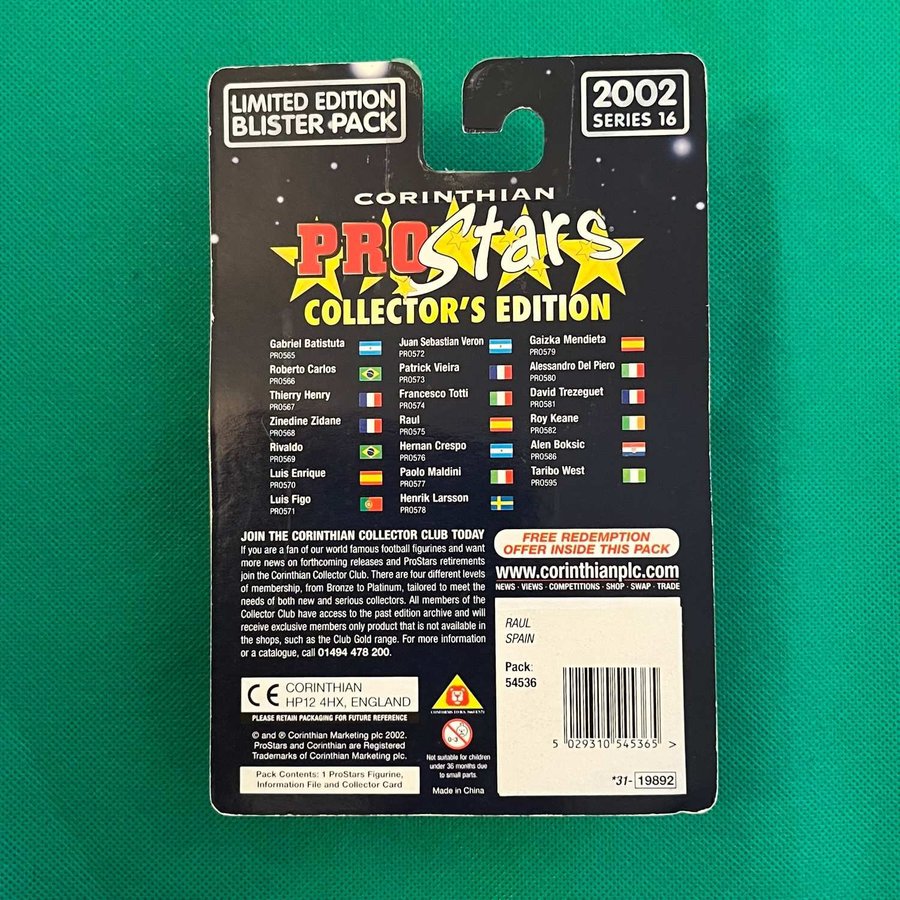 LIMITED EDITION
BLISTER PACK
2002
SERIES 16
CORINTHIAN
PROStars®
COLLECTOR'S EDITION
Gabriel Batistuta
PRO565
Roberto Carlos
PRO566
Thierry Henry
PRO567
Zinedine Zidane
PRO568
Rivaldo
PRO569
Luis Enrique
PRO570
Luis Figo
PRO571
Juan Sebastian Veron
PRO572
Patrick Vieira
PRO573
Francesco Totti
PRO574
Raul
PRO575
Hernan Crespo
PRO576
Paolo Maldini
PRO577
Henrik Larsson
PRO578
Gaizka Mendieta
PRO579
Alessandro Del Piero
PRO580
David Trezeguet
PRO581
Roy Keane
PRO582
Alen Boksic
PRO586
Taribo West
PRO595
JOIN THE CORINTHIAN COLLECTOR CLUB TODAY
If you are a fan of our world famous football figurines and want
more news on forthcoming releases and ProStars retirements
join the Corinthian Collector Club. There are four different levels
of membership, from Bronze to Platinum, tailored to meet the
needs of both new and serious collectors. All members of the
Collector Club have access to the past edition archive and will
receive exclusive members only product that is not available in
the shops, such as the Club Gold range. For more information
or a catalogue, call 01494 478 200.
FREE REDEMPTION
OFFER INSIDE THIS PACK
www.corinthianplc.com
NEWS · VIEWS · COMPETITIONS · SHOP · SWAP · TRADE
RAUL
SPAIN
Pack:
54536
5 029310 545365 >
*31- 19892
CE CORINTHIAN
HP12 4HX, ENGLAND
PLEASE RETAIN PACKAGING FOR FUTURE REFERENCE
© and ® Corinthian Marketing plc 2002.
ProStars and Corinthian are Registered
Trademarks of Corinthian Marketing plc.
Pack Contents: 1 ProStars Figurine,
Information File and Collector Card
0-3
Not suitable for children
under 36 months due
to small parts.
Made in China